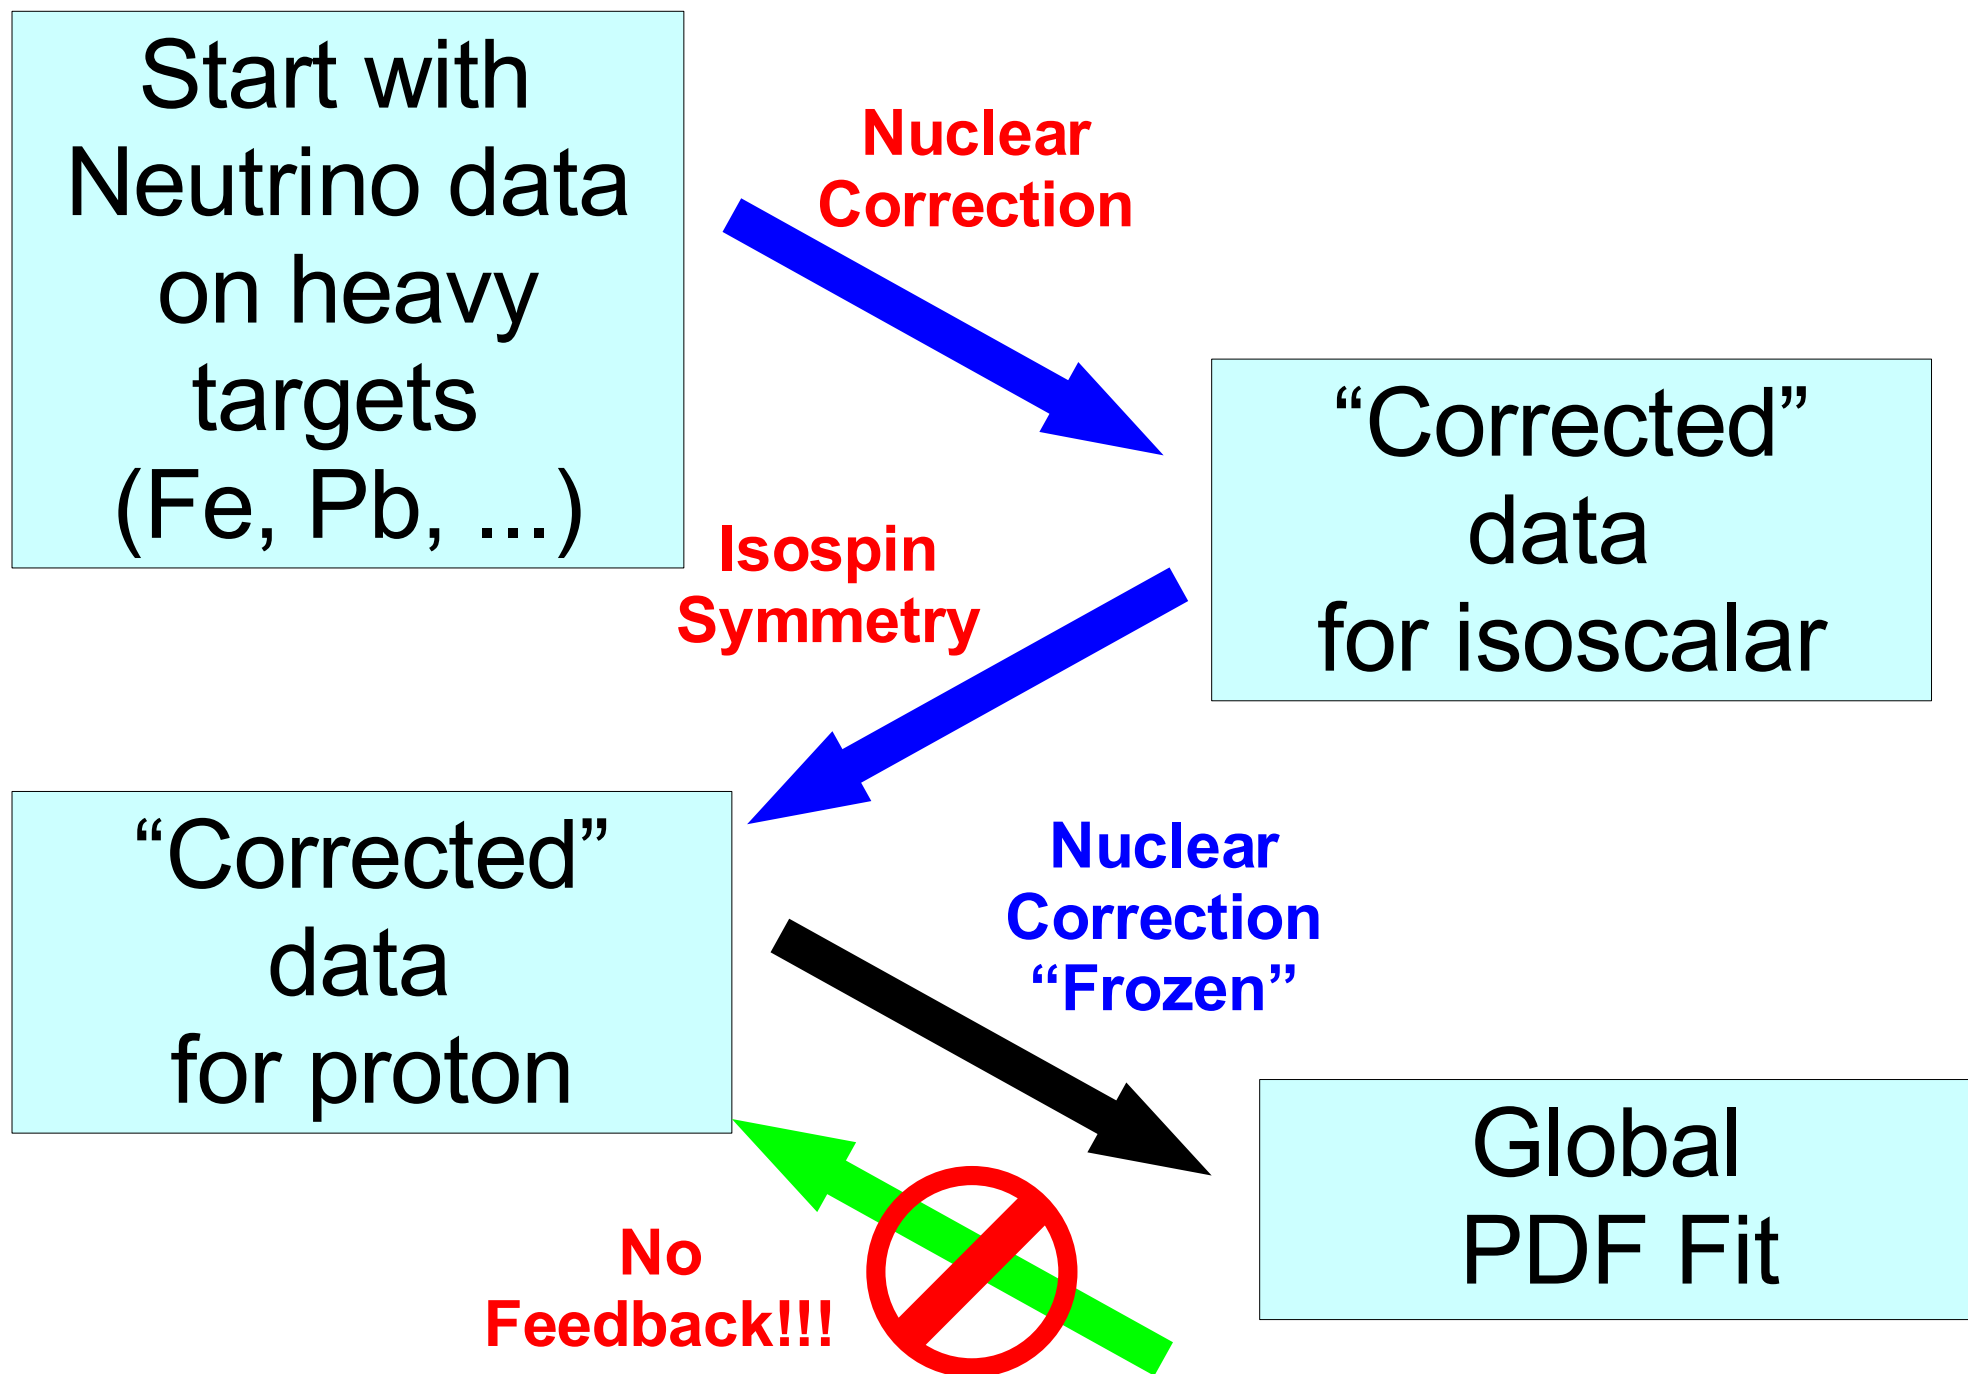 Start with
Neutrino data
on heavy
targets
(Fe, Pb, ...)
Nuclear
Correction
“Corrected”
data
for isoscalar
Isospin
Symmetry
“Corrected”
data
for proton
Nuclear
Correction
“Frozen”
Global
PDF Fit
No
Feedback!!!